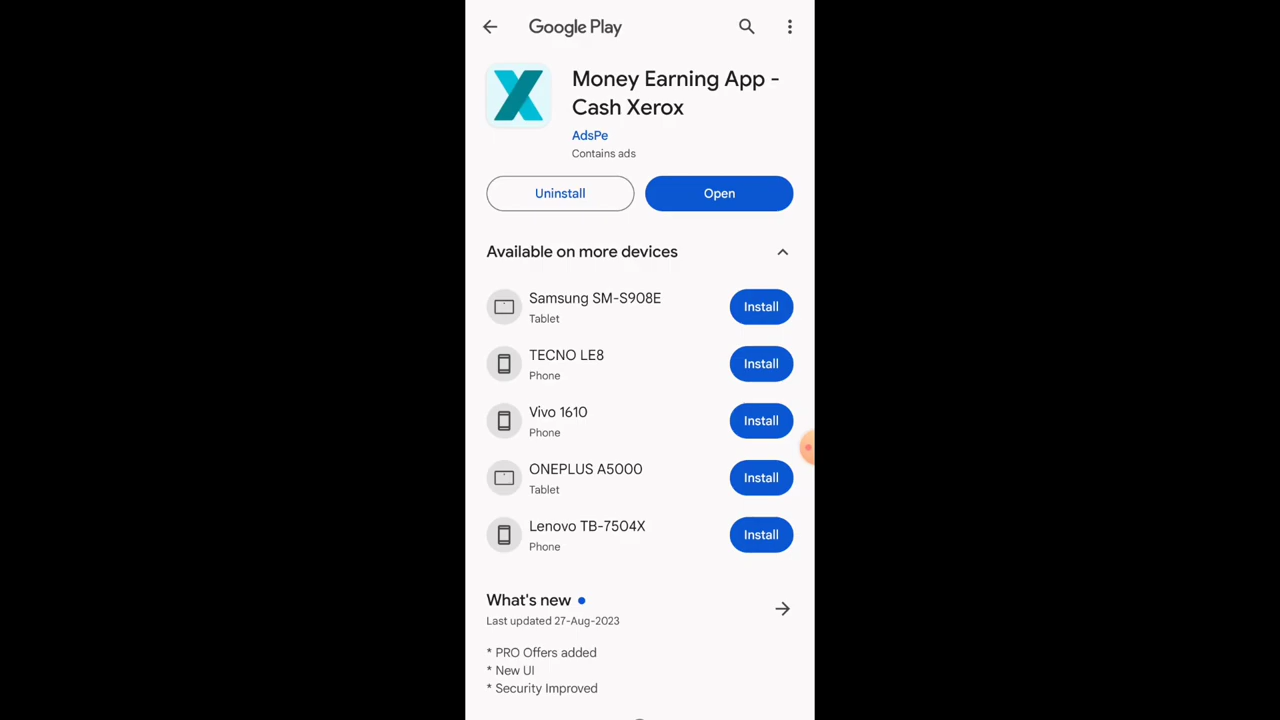 Google Play
Money Earning App -
Cash Xerox
AdsPe
Contains ads
Uninstall
Open
Available on more devices
Samsung SM-S908E
Tablet
Install
TECNO LE8
Phone
Install
Vivo 1610
Phone
Install
ONEPLUS A5000
Tablet
Install
Lenovo TB-7504X
Phone
Install
What's new
Last updated 27-Aug-2023
* PRO Offers added
* New UI
* Security Improved